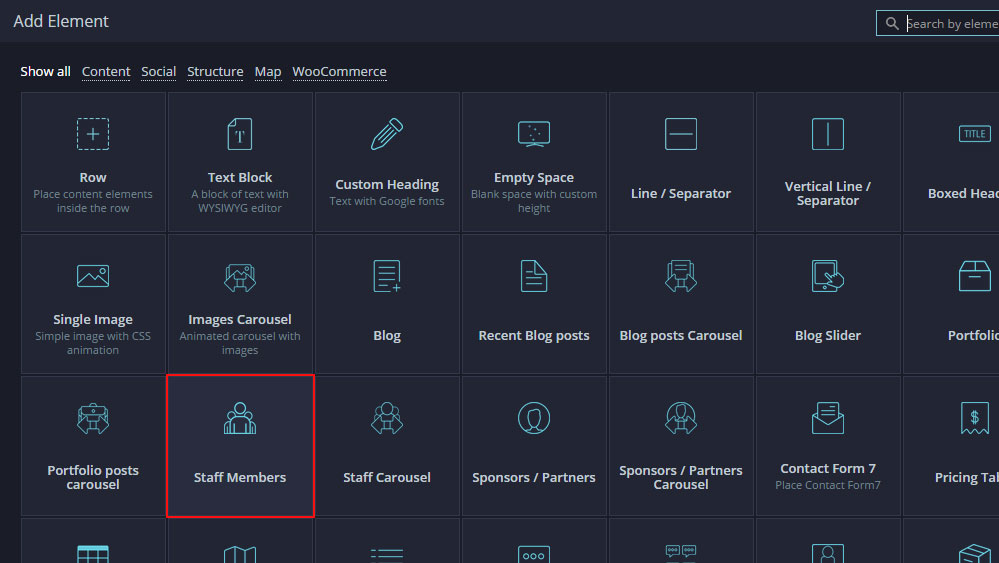 Add Element
Search by eleme
Show all Content Social Structure Map WooCommerce
T
TITLE
Row
Place content elements
inside the row
Text Block
A block of text with
WYSIWYG editor
Custom Heading
Text with Google fonts
Empty Space
Blank space with custom
height
Line / Separator
Vertical Line /
Separator
Boxed Head
Single Image
Simple image with CSS
animation
Images Carousel
Animated carousel with
images
Blog
Recent Blog posts
Blog posts Carousel
Blog Slider
Portfolio
$
Portfolio posts
carousel
Staff Members
Staff Carousel
Sponsors / Partners
Sponsors / Partners
Carousel
Contact Form 7
Place Contact Form7
Pricing Tab